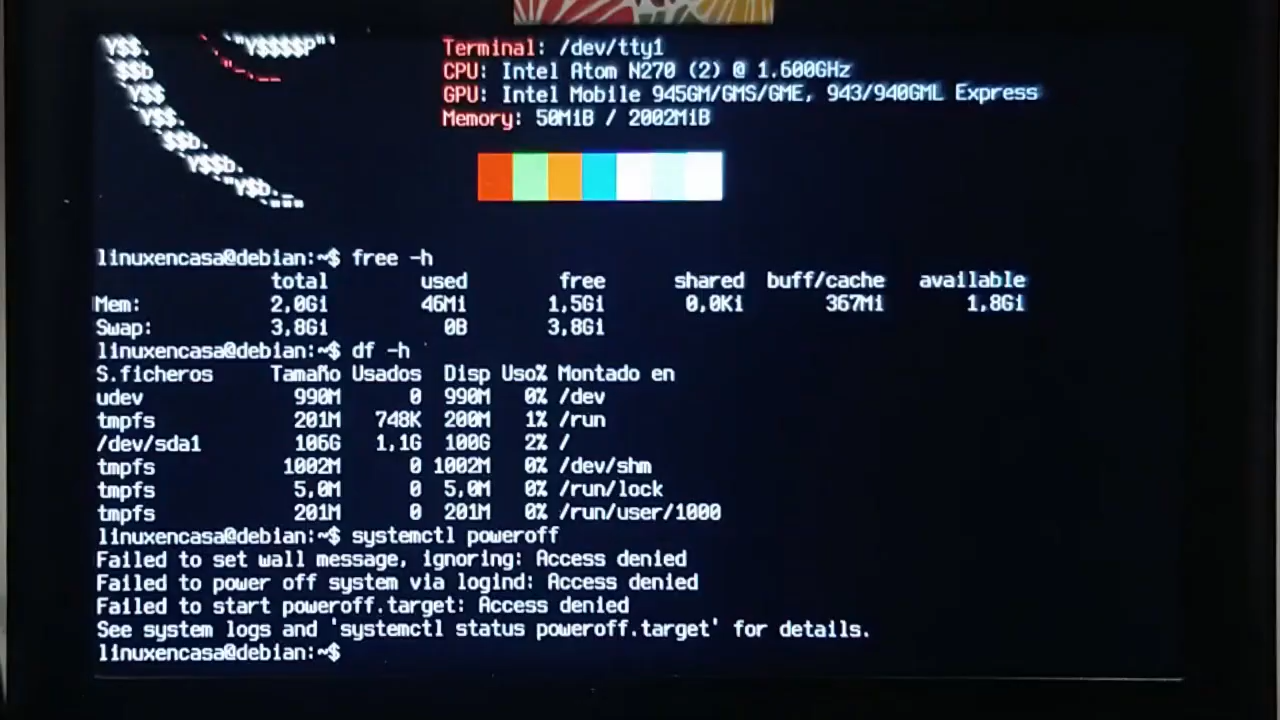 Y$$.     `"Y$$$$P"'     Terminal: /dev/tty1
$$b      "-.__     CPU: Intel Atom N270 (2) @ 1.600GHz
`Y$$     GPU: Intel Mobile 945GM/GMS/GME, 943/940GML Express
`Y$$.     Memory: 50MiB / 2002MiB
`$$b.
`Y$$b.
`"Y$b._
`"""
linuxencasa@debian:~$ free -h
total used free shared buff/cache available
Mem: 2,0Gi 46Mi 1,5Gi 0,0Ki 367Mi 1,8Gi
Swap: 3,8Gi 0B 3,8Gi
linuxencasa@debian:~$ df -h
S.ficheros Tamaño Usados Disp Uso% Montado en
udev 990M 0 990M 0% /dev
tmpfs 201M 748K 200M 1% /run
/dev/sda1 106G 1,1G 100G 2% /
tmpfs 1002M 0 1002M 0% /dev/shm
tmpfs 5,0M 0 5,0M 0% /run/lock
tmpfs 201M 0 201M 0% /run/user/1000
linuxencasa@debian:~$ systemctl poweroff
Failed to set wall message, ignoring: Access denied
Failed to power off system via logind: Access denied
Failed to start poweroff.target: Access denied
See system logs and 'systemctl status poweroff.target' for details.
linuxencasa@debian:~$